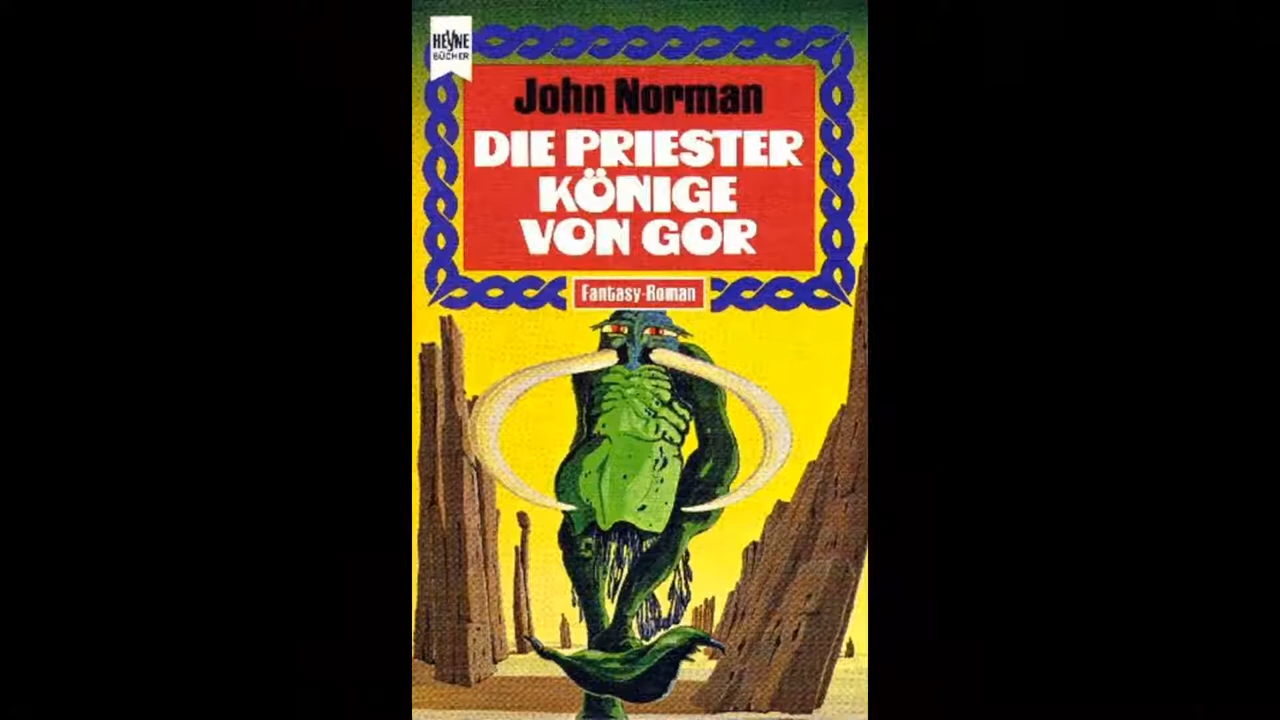 HEYNE
BÜCHER
John Norman
DIE PRIESTER
KÖNIGE
VON GOR
Fantasy-Roman